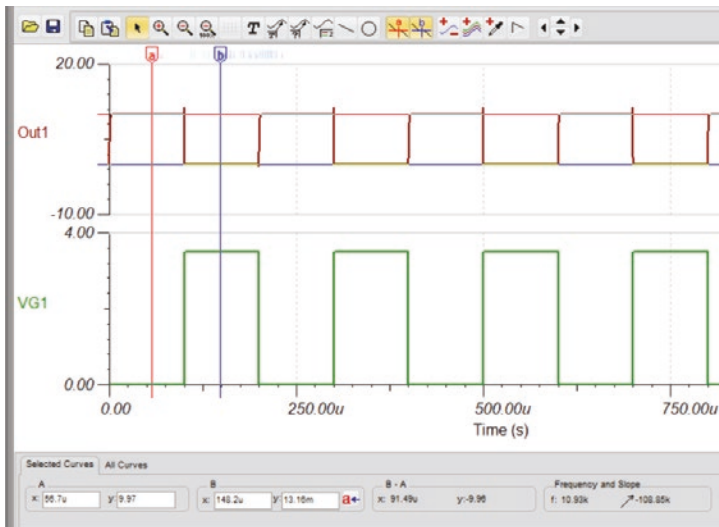 T
a b
20.00
Out1
-10.00
4.00
VG1
0.00
0.00 250.00u 500.00u 750.00u
Time (s)
Selected Curves All Curves
A B B - A Frequency and Slope
x: 56.7u y: 9.97 x: 148.2u y: 13.16m a x: 91.49u y:-9.96 f: 10.93k -108.85k